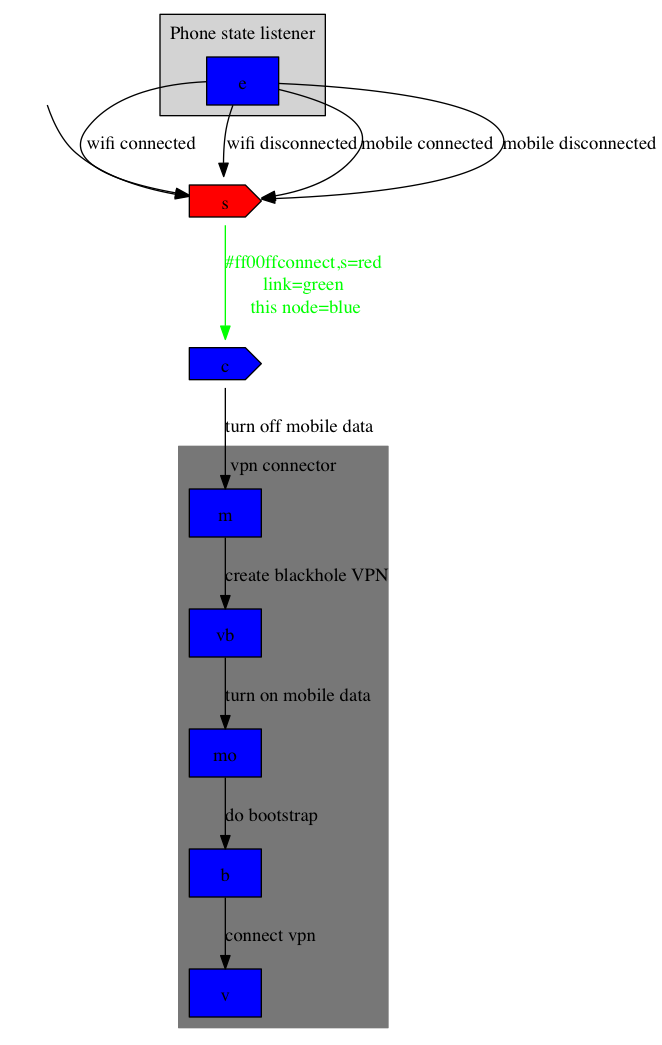 Phone state listener
e
wifi connected
wifi disconnected
mobile connected
mobile disconnected
s
#ff00ffconnect,s=red
link=green
this node=blue
c
turn off mobile data
vpn connector
m
create blackhole VPN
vb
turn on mobile data
mo
do bootstrap
b
connect vpn
v